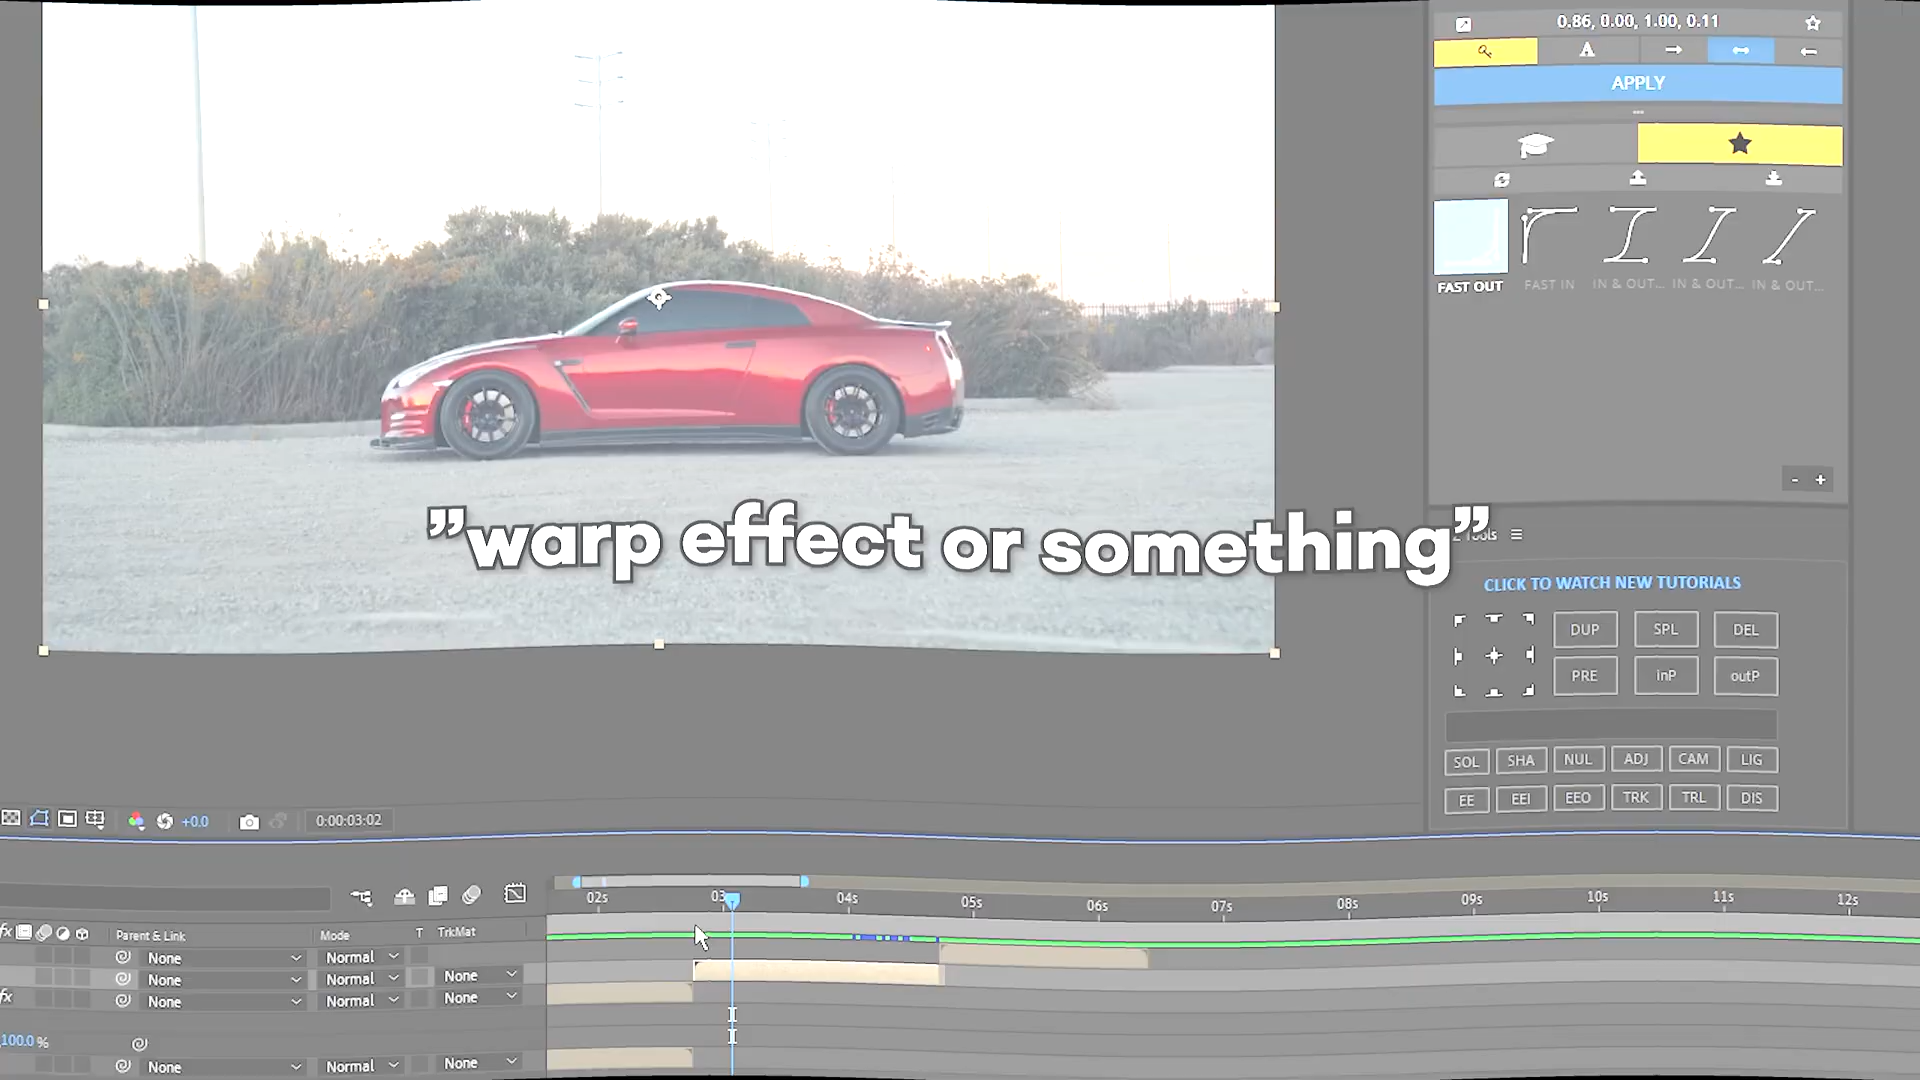 0.86, 0.00, 1.00, 0.11
A
APPLY
FAST OUT
FAST IN
IN & OUT...
IN & OUT...
IN & OUT...
- +
”warp effect or something”
Tools
CLICK TO WATCH NEW TUTORIALS
DUP SPL DEL
PRE inP outP
SOL SHA NUL ADJ CAM LIG
EE EEI EEO TRK TRL DIS
+0.0 0:00:03:02
02s 03 04s 05s 06s 07s 08s 09s 10s 11s 12s
fx Parent & Link Mode T TrkMat
None Normal
None Normal None
fx None Normal None
100.0 %
None Normal None